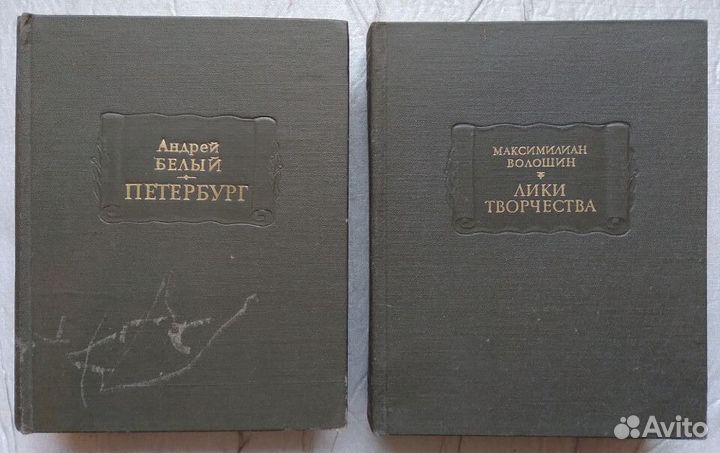 Андрей
БЕЛЫЙ
ПЕТЕРБУРГ
МАКСИМИЛИАН
ВОЛОШИН
ЛИКИ
ТВОРЧЕСТВА
Avito